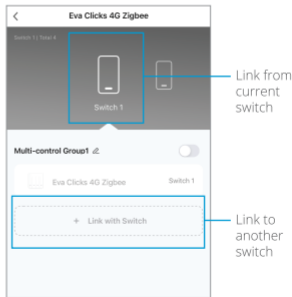 Eva Clicks 4G Zigbee
Switch 1 | Total 4
Switch 1
Link from
current
switch
Multi-control Group1
Eva Clicks 4G Zigbee
Switch 1
+ Link with Switch
Link to
another
switch